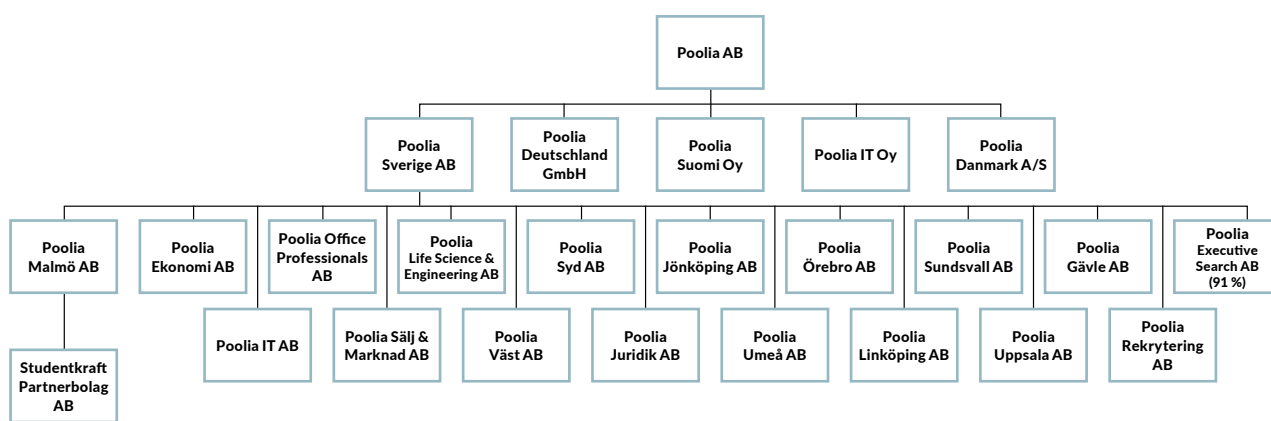 Poolia AB
Poolia
Sverige AB
Poolia
Deutschland
GmbH
Poolia
Suomi Oy
Poolia IT Oy
Poolia
Danmark A/S
Poolia
Malmö AB
Poolia
Ekonomi AB
Poolia Office
Professionals
AB
Poolia
Life Science &
Engineering AB
Poolia
Syd AB
Poolia
Jönköping AB
Poolia
Örebro AB
Poolia
Sundsvall AB
Poolia
Gävle AB
Poolia
Executive
Search AB
(91 %)
Poolia IT AB
Poolia Sälj &
Marknad AB
Poolia
Väst AB
Poolia
Juridik AB
Poolia
Umeå AB
Poolia
Linköping AB
Poolia
Uppsala AB
Poolia
Rekrytering
AB
Studentkraft
Partnerbolag
AB